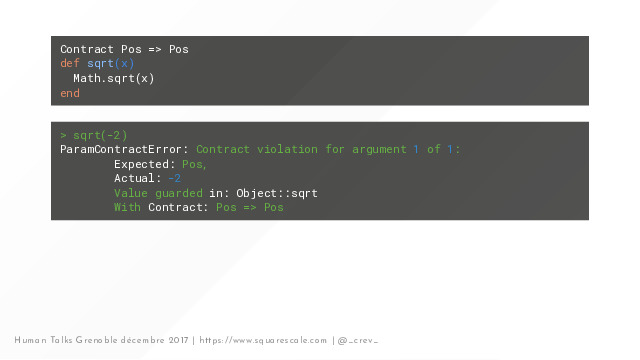 Contract Pos => Pos
def sqrt(x)
  Math.sqrt(x)
end
> sqrt(-2)
ParamContractError: Contract violation for argument 1 of 1:
        Expected: Pos,
        Actual: -2
        Value guarded in: Object::sqrt
        With Contract: Pos => Pos
Human Talks Grenoble décembre 2017 | https://www.squarescale.com | @_crev_